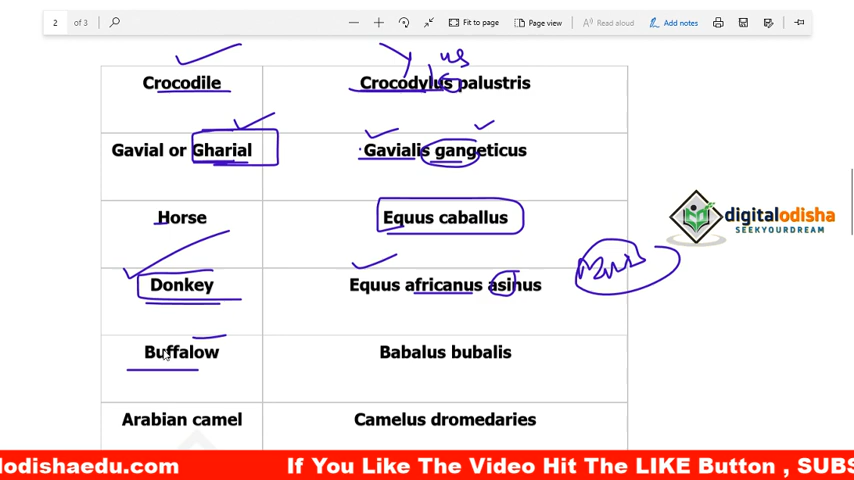 2 of 3
Fit to page
Page view
Read aloud
Add notes
us
Crocodile Crocodylus palustris
Gavial or Gharial Gavialis gangeticus
Horse Equus caballus
Donkey Equus africanus asinus
Buffalow Babalus bubalis
Arabian camel Camelus dromedaries
digitalodisha
SEEKYOURDREAM
lodishaedu.com If You Like The Video Hit The LIKE Button , SUBS